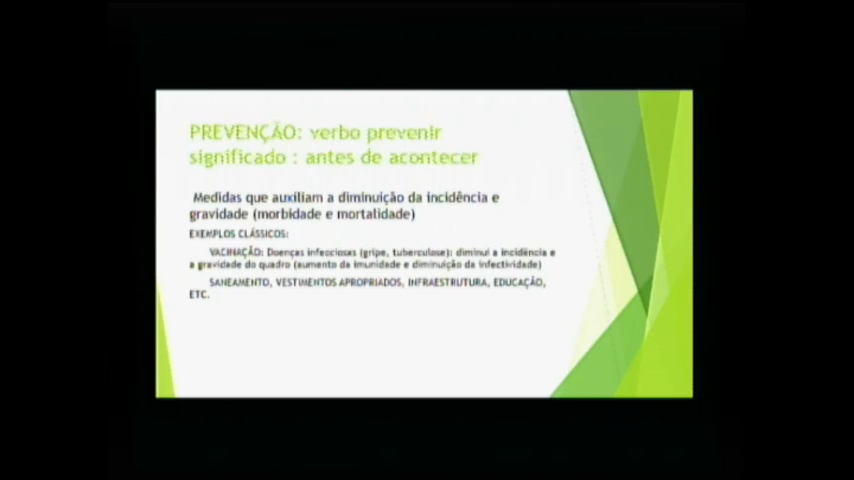 PREVENÇÃO: verbo prevenir
significado : antes de acontecer
Medidas que auxiliam a diminuição da incidência e
gravidade (morbidade e mortalidade)
EXEMPLOS CLÁSSICOS:
VACINAÇÃO: Doenças infecciosas (gripe, tuberculose): diminui a incidência e
a gravidade do quadro (aumento da imunidade e diminuição da infectividade)
SANEAMENTO, VESTIMENTOS APROPRIADOS, INFRAESTRUTURA, EDUCAÇÃO,
ETC.